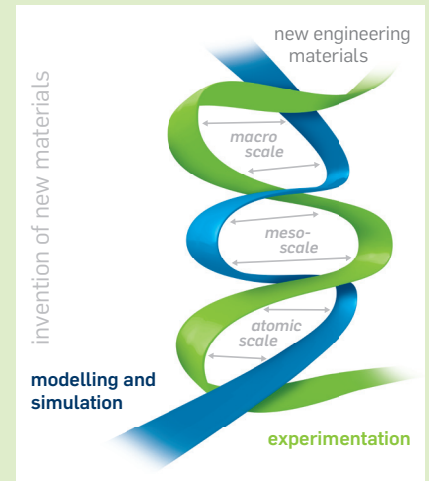 new engineering
materials
invention of new materials
macro
scale
meso-
scale
atomic
scale
modelling and
simulation
experimentation